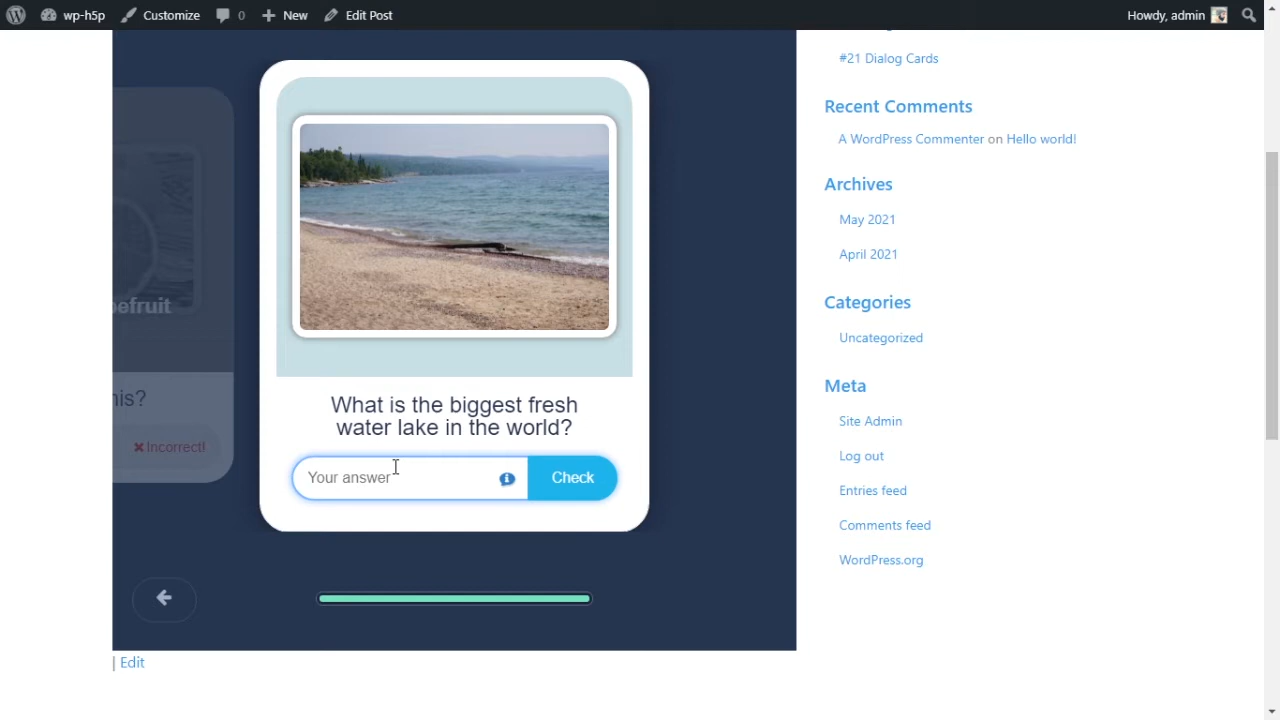 wp-h5p Customize 0 New Edit Post Howdy, admin
#21 Dialog Cards
Recent Comments
A WordPress Commenter on Hello world!
Archives
May 2021
April 2021
Categories
Uncategorized
Meta
Site Admin
Log out
Entries feed
Comments feed
WordPress.org
efruit
his?
Incorrect!
What is the biggest fresh
water lake in the world?
Your answer
Check
| Edit